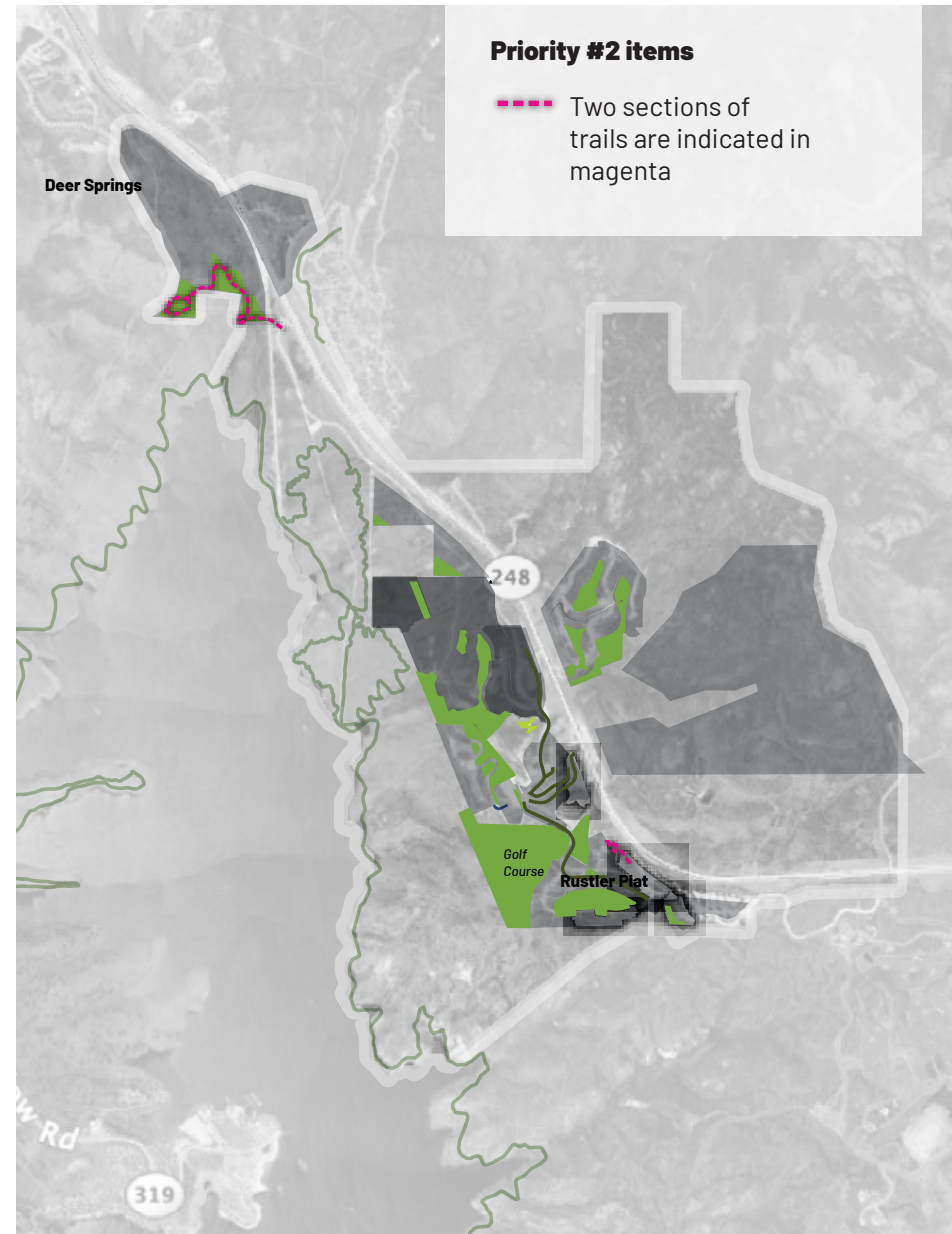 Priority #2 items
Two sections of
trails are indicated in
magenta
Deer Springs
248
Golf
Course
Rustler Plat
ow Rd
319